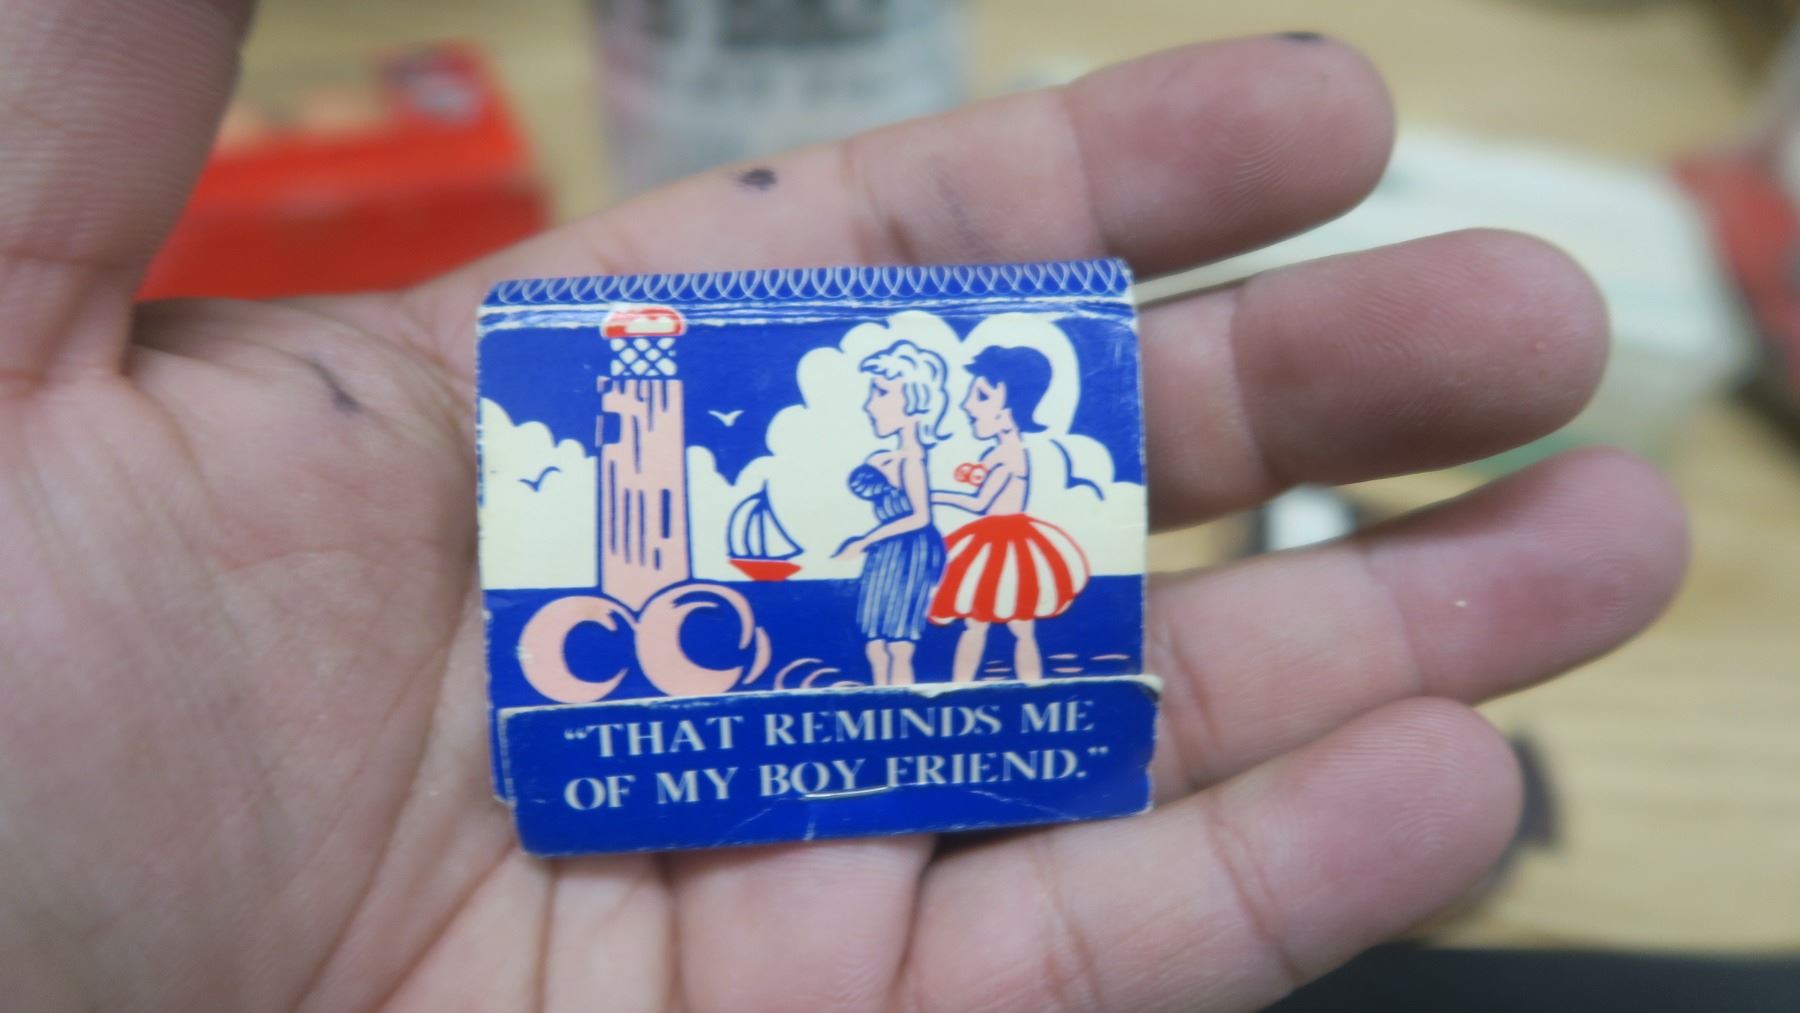 “THAT REMINDS ME
OF MY BOY FRIEND.”